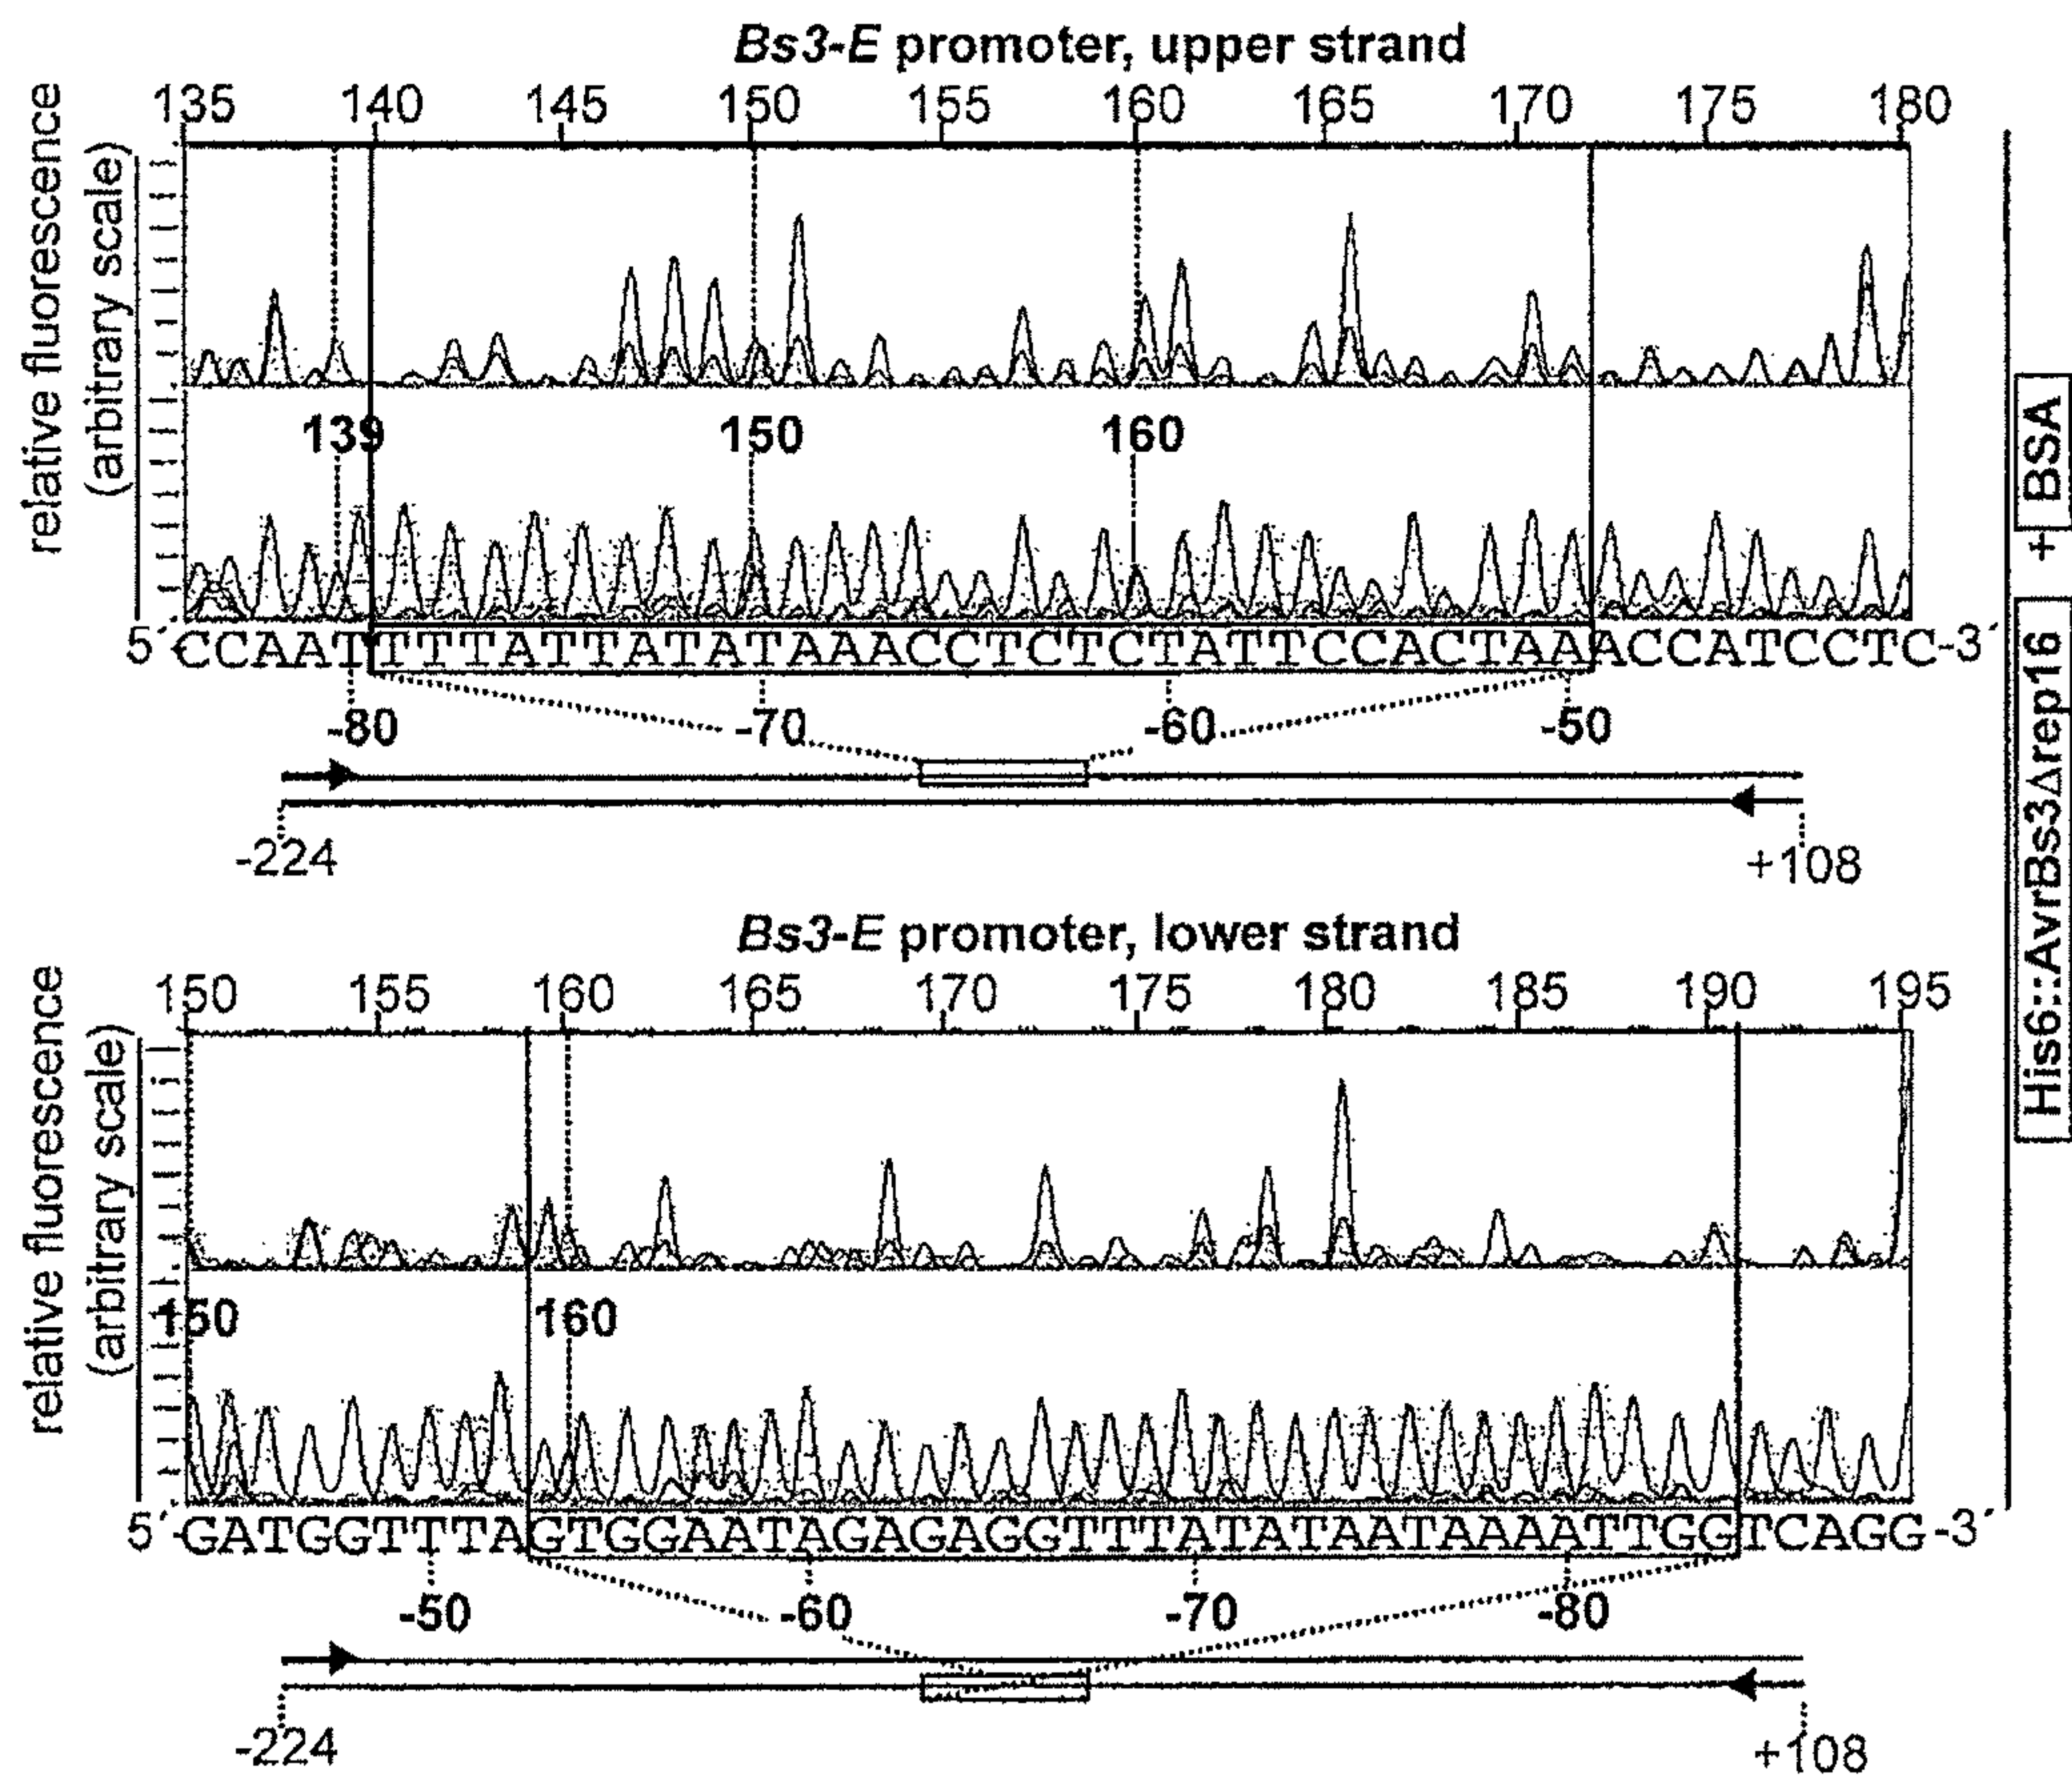 Bs3-E promoter, upper strand
135 140 145 150 155 160 165 170 175 180
relative fluorescence
(arbitrary scale)
139 150 160
5´-CCAATTTTATTATATAAACCTCTCTATTCCACTAAACCATCCTC-3´
-80 -70 -60 -50
-224 +108
Bs3-E promoter, lower strand
150 155 160 165 170 175 180 185 190 195
relative fluorescence
(arbitrary scale)
150 160
5´-GATGGTTTAGTGGAATAGAGAGGTTTATATAATAAAATTGGTCAGG-3´
-50 -60 -70 -80
-224 +108
His6::AvrBs3Δrep16 + BSA